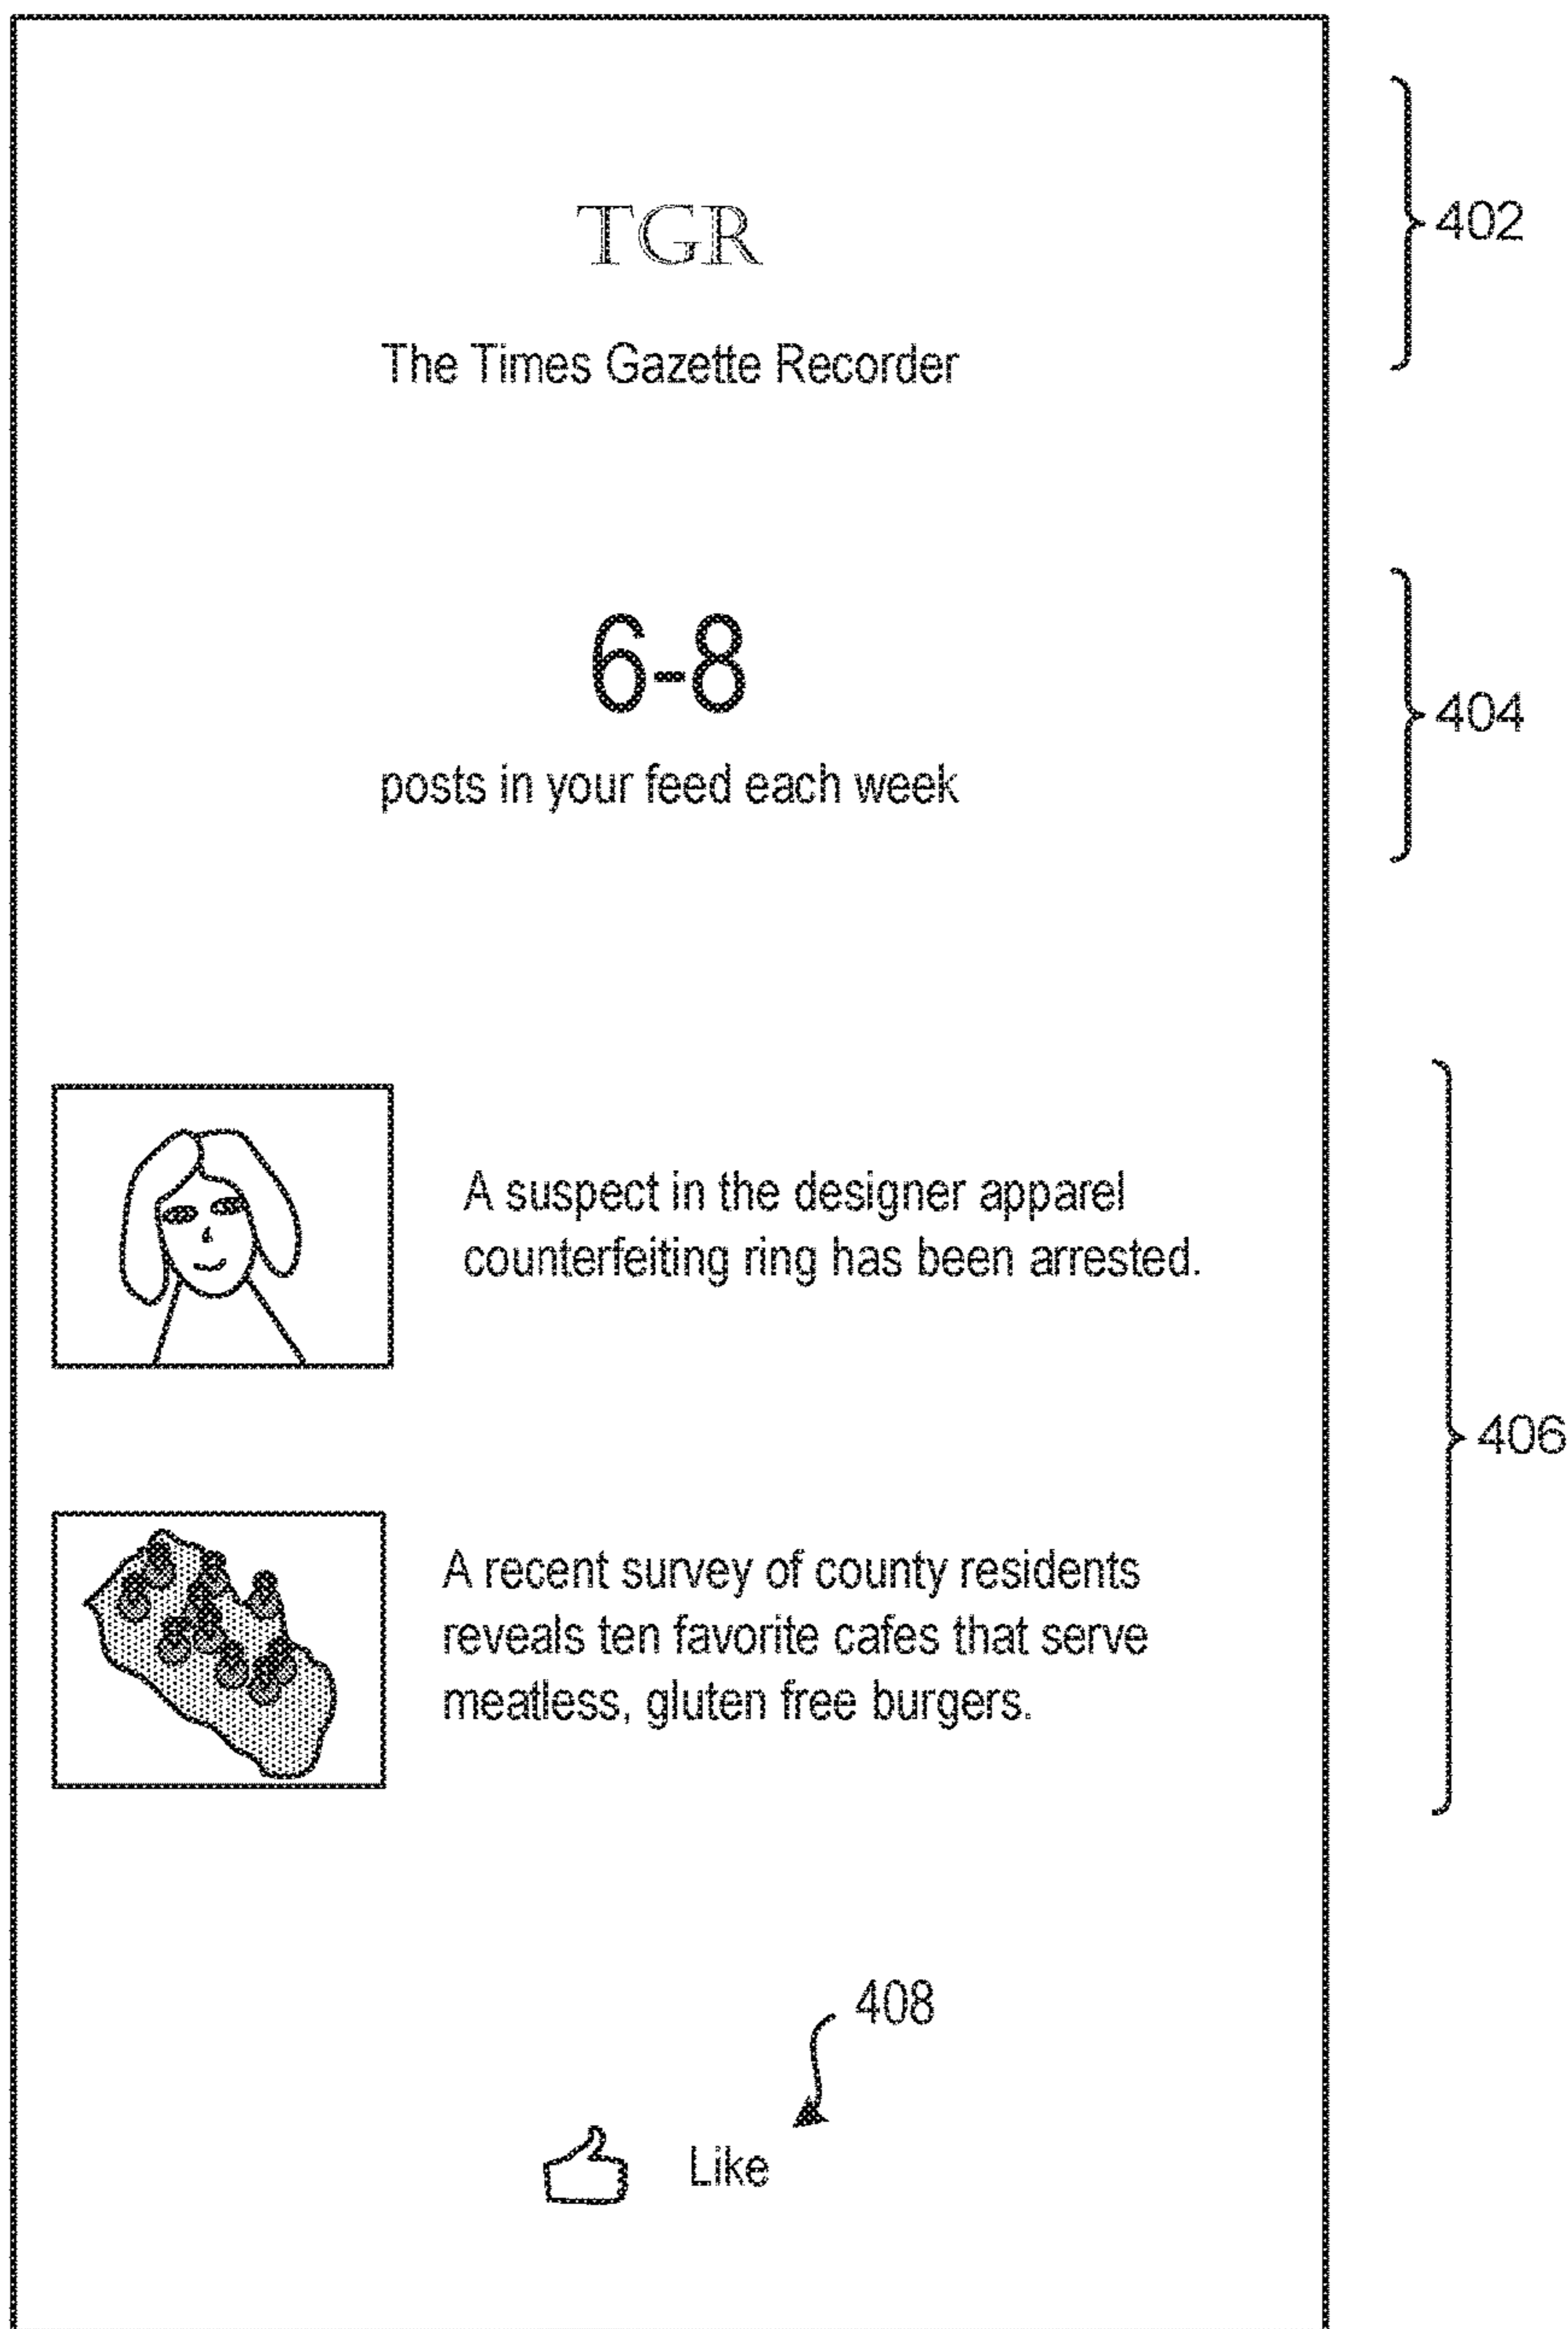 TGR
402
The Times Gazette Recorder
6-8
404
posts in your feed each week
A suspect in the designer apparel
counterfeiting ring has been arrested.
406
A recent survey of county residents
reveals ten favorite cafes that serve
meatless, gluten free burgers.
408
Like